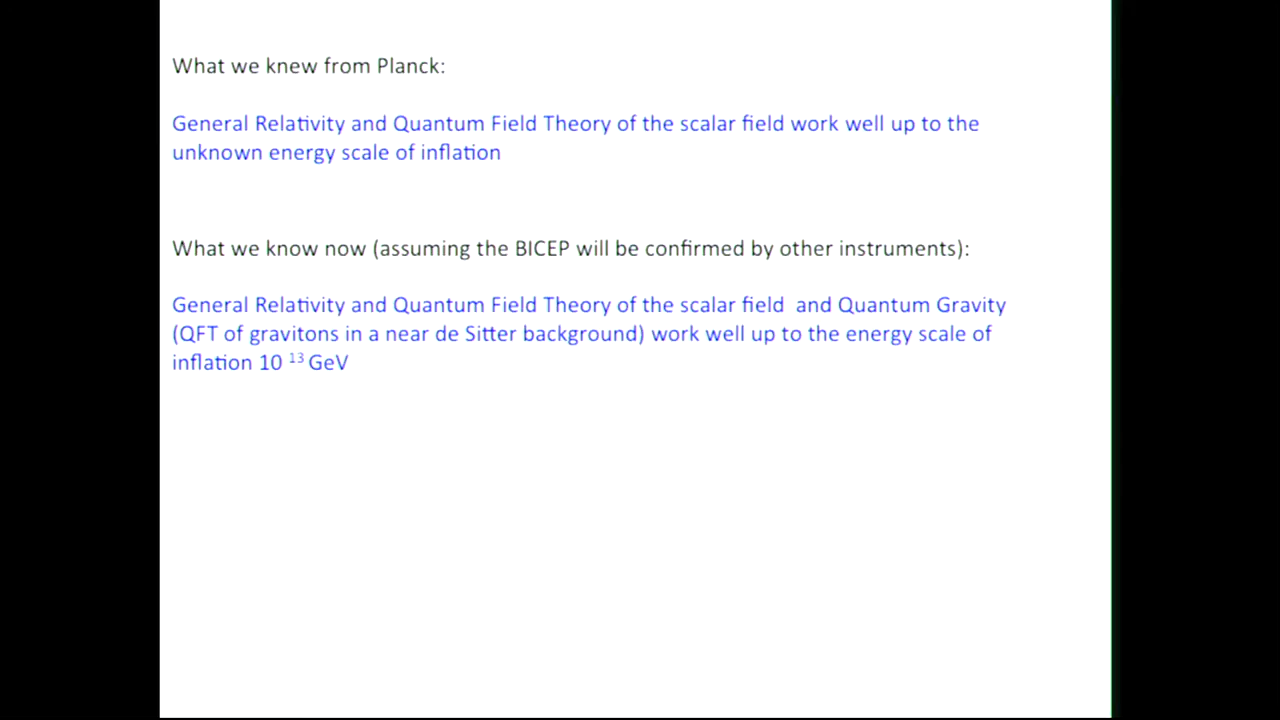 What we knew from Planck:
General Relativity and Quantum Field Theory of the scalar field work well up to the
unknown energy scale of inflation
What we know now (assuming the BICEP will be confirmed by other instruments):
General Relativity and Quantum Field Theory of the scalar field  and Quantum Gravity
(QFT of gravitons in a near de Sitter background) work well up to the energy scale of
inflation 10 ¹³ GeV